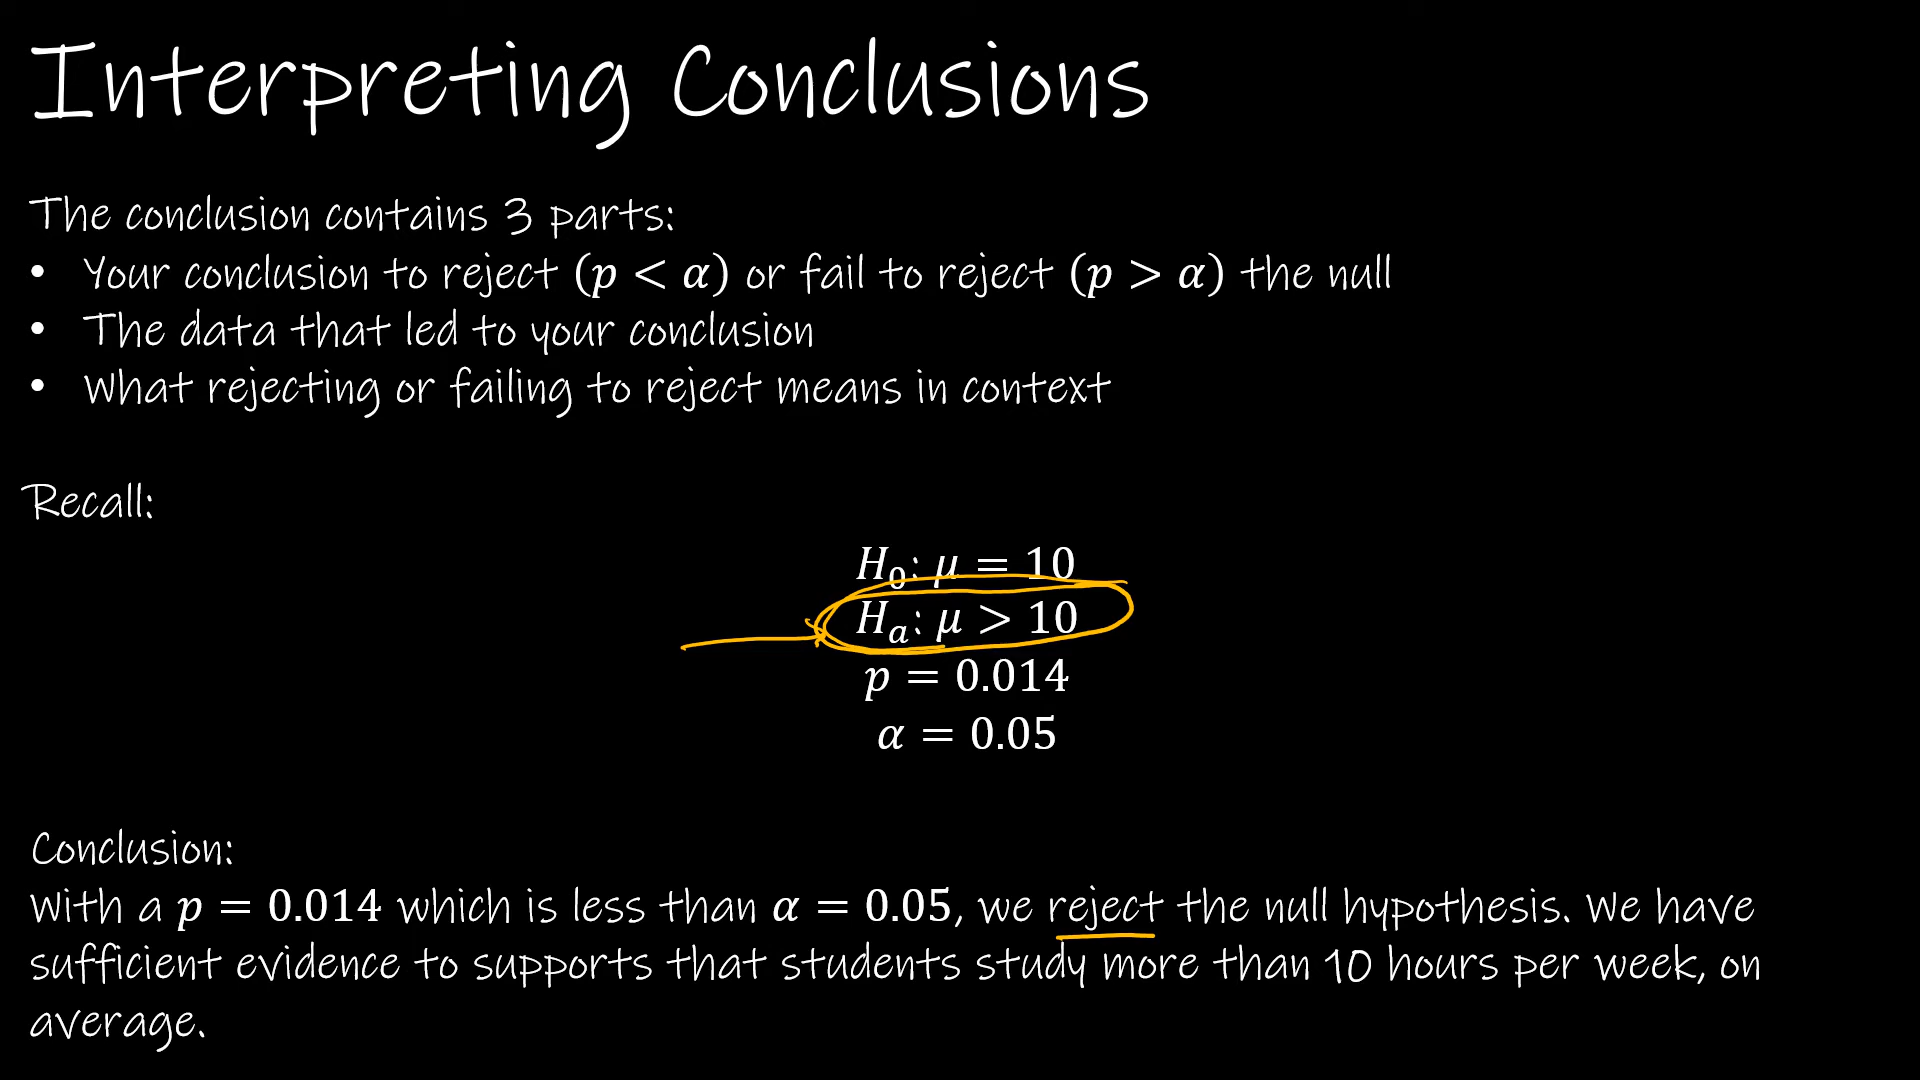 Interpreting Conclusions
The conclusion contains 3 parts:
• Your conclusion to reject (p < α) or fail to reject (p > α) the null
• The data that led to your conclusion
• What rejecting or failing to reject means in context
Recall:
H₀: μ = 10
Hₐ: μ > 10
p = 0.014
α = 0.05
Conclusion:
With a p = 0.014 which is less than α = 0.05, we reject the null hypothesis. We have
sufficient evidence to supports that students study more than 10 hours per week, on
average.